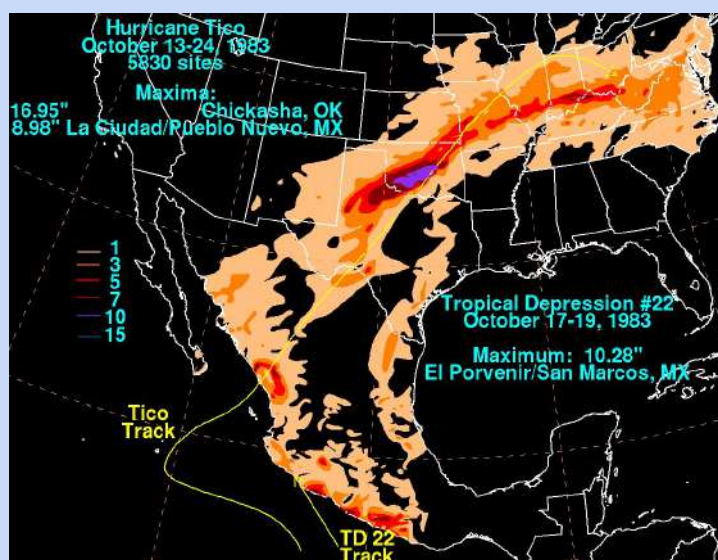 Hurricane Tico
October 13-24, 1983
5830 sites
Maxima:
16.95" Chickasha, OK
8.98" La Ciudad/Pueblo Nuevo, MX
1
3
5
7
10
15
Tropical Depression #22
October 17-19, 1983
Maximum: 10.28"
El Porvenir/San Marcos, MX
Tico
Track
TD 22
Track